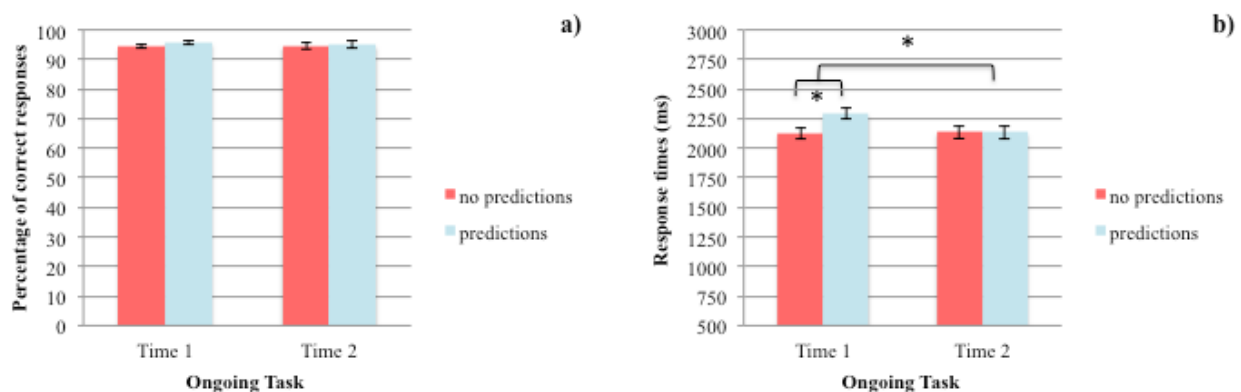 a)
Percentage of correct responses
100
90
80
70
60
50
40
30
20
10
0
Time 1
Time 2
Ongoing Task
no predictions
predictions
b)
Response times (ms)
3000
2750
2500
2250
2000
1750
1500
1250
1000
750
500
*
*
Time 1
Time 2
Ongoing Task
no predictions
predictions